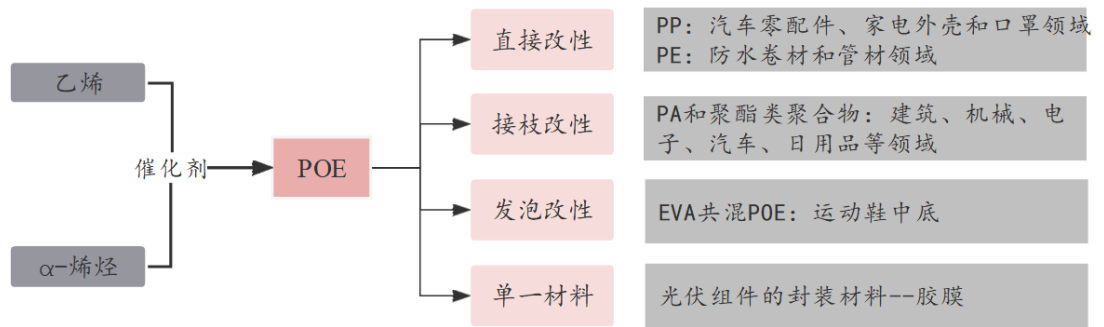 乙烯
α-烯烃
催化剂
POE
直接改性
PP: 汽车零配件、家电外壳和口罩领域
PE: 防水卷材和管材领域
接枝改性
PA和聚酯类聚合物: 建筑、机械、电
子、汽车、日用品等领域
发泡改性
EVA共混POE: 运动鞋中底
单一材料
光伏组件的封装材料--胶膜